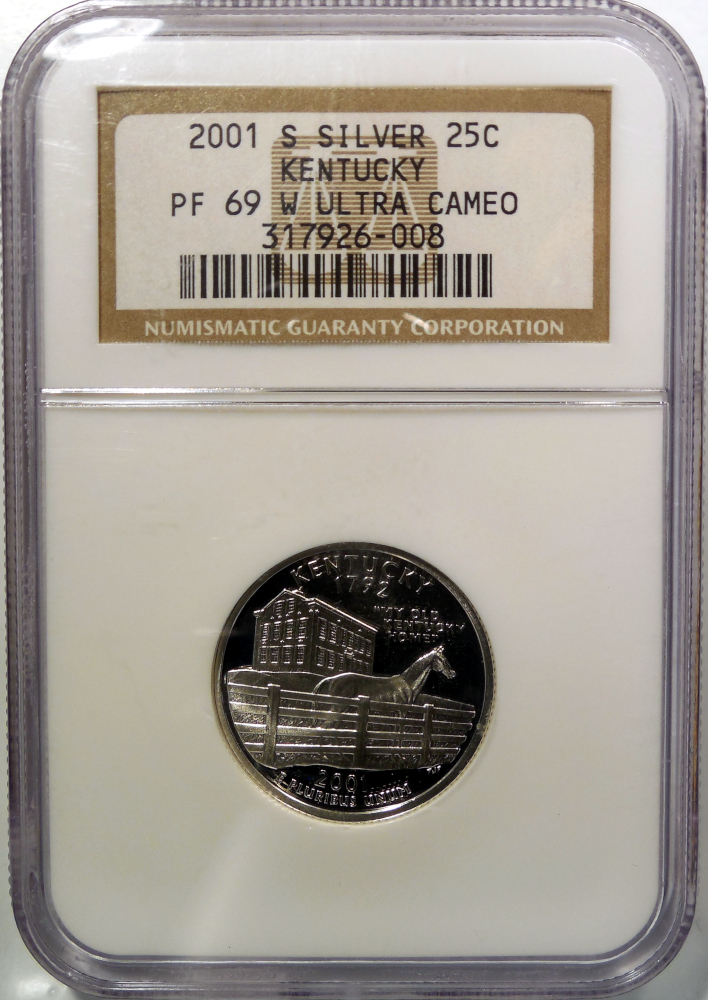 2001 S SILVER 25C
KENTUCKY
PF 69 W ULTRA CAMEO
317926-008
NUMISMATIC GUARANTY CORPORATION
KENTUCKY
1792
"MY OLD
KENTUCKY
HOME"
2001
E PLURIBUS UNUM